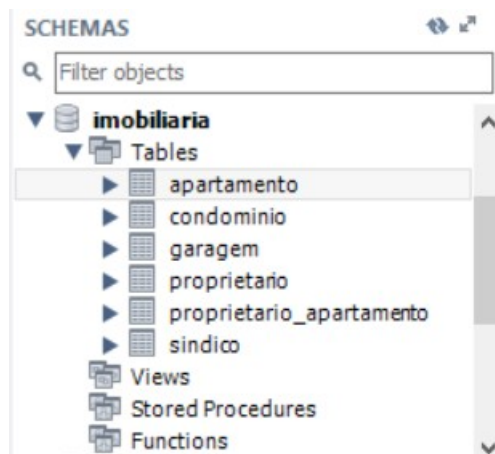 SCHEMAS
Filter objects
imobiliaria
Tables
apartamento
condominio
garagem
proprietario
proprietario_apartamento
sindico
Views
Stored Procedures
Functions